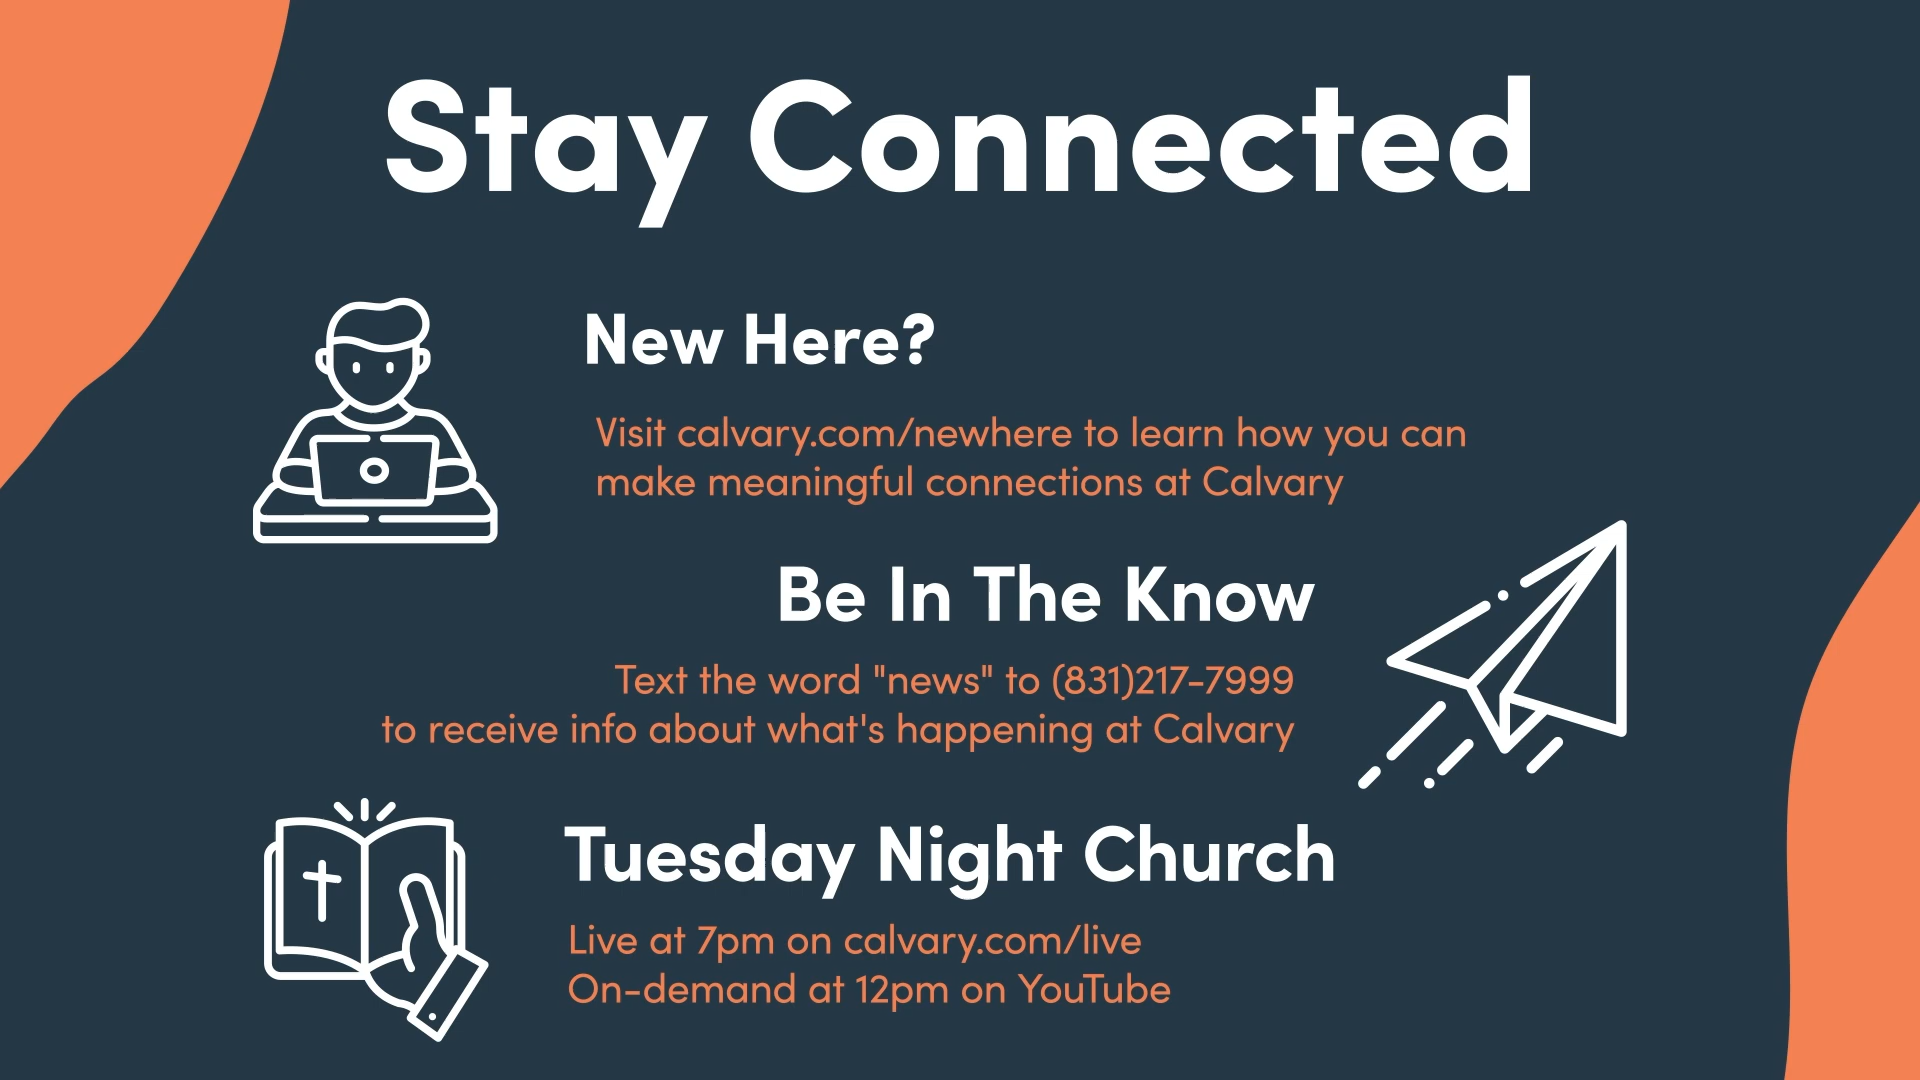 Stay Connected
New Here?
Visit calvary.com/newhere to learn how you can
make meaningful connections at Calvary
Be In The Know
Text the word "news" to (831)217-7999
to receive info about what's happening at Calvary
Tuesday Night Church
Live at 7pm on calvary.com/live
On-demand at 12pm on YouTube